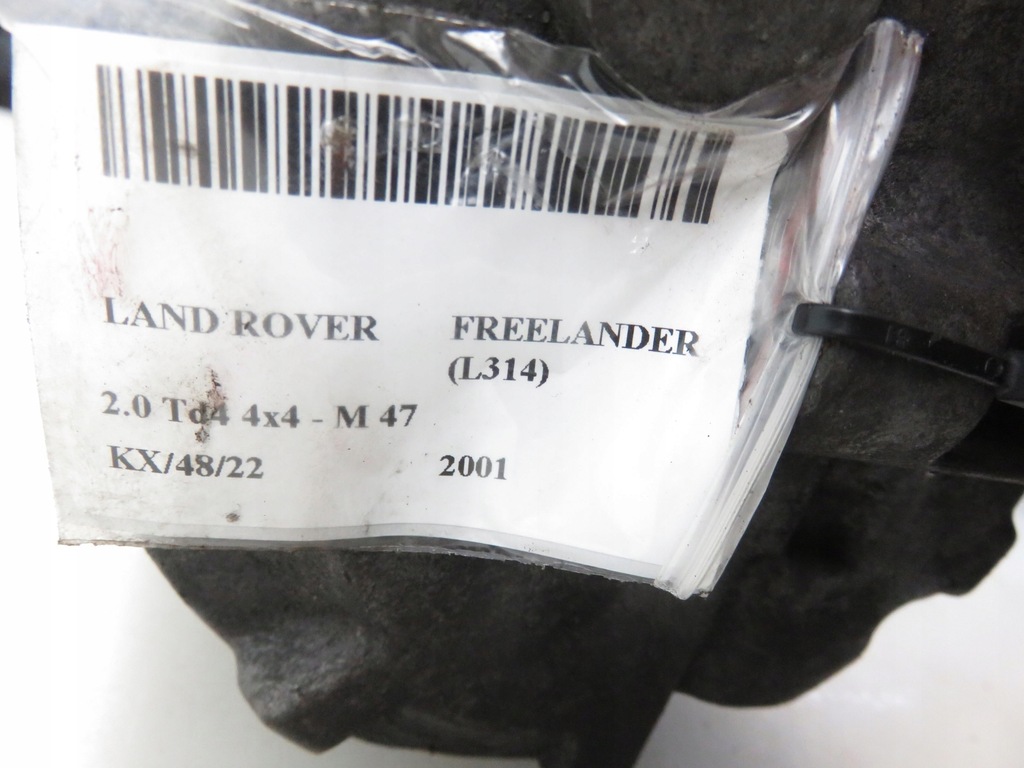 LAND ROVER FREELANDER
(L314)
2.0 Td4 4x4 - M 47
KX/48/22 2001